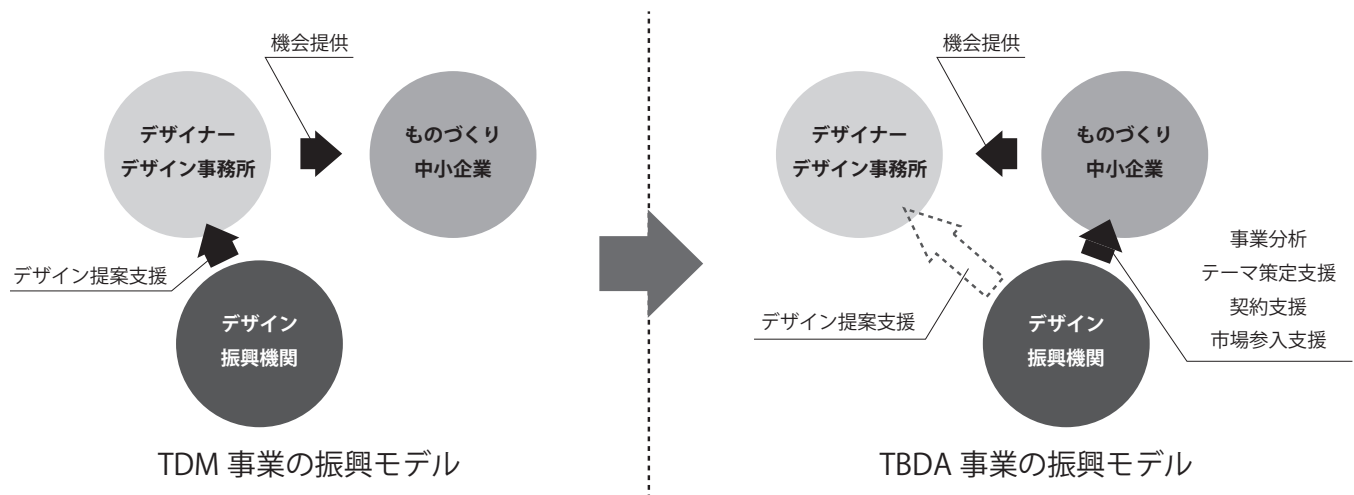 機会提供
デザイナー
デザイン事務所
ものづくり
中小企業
デザイン提案支援
デザイン
振興機関
TDM 事業の振興モデル
機会提供
デザイナー
デザイン事務所
ものづくり
中小企業
事業分析
テーマ策定支援
契約支援
市場参入支援
デザイン提案支援
デザイン
振興機関
TBDA 事業の振興モデル